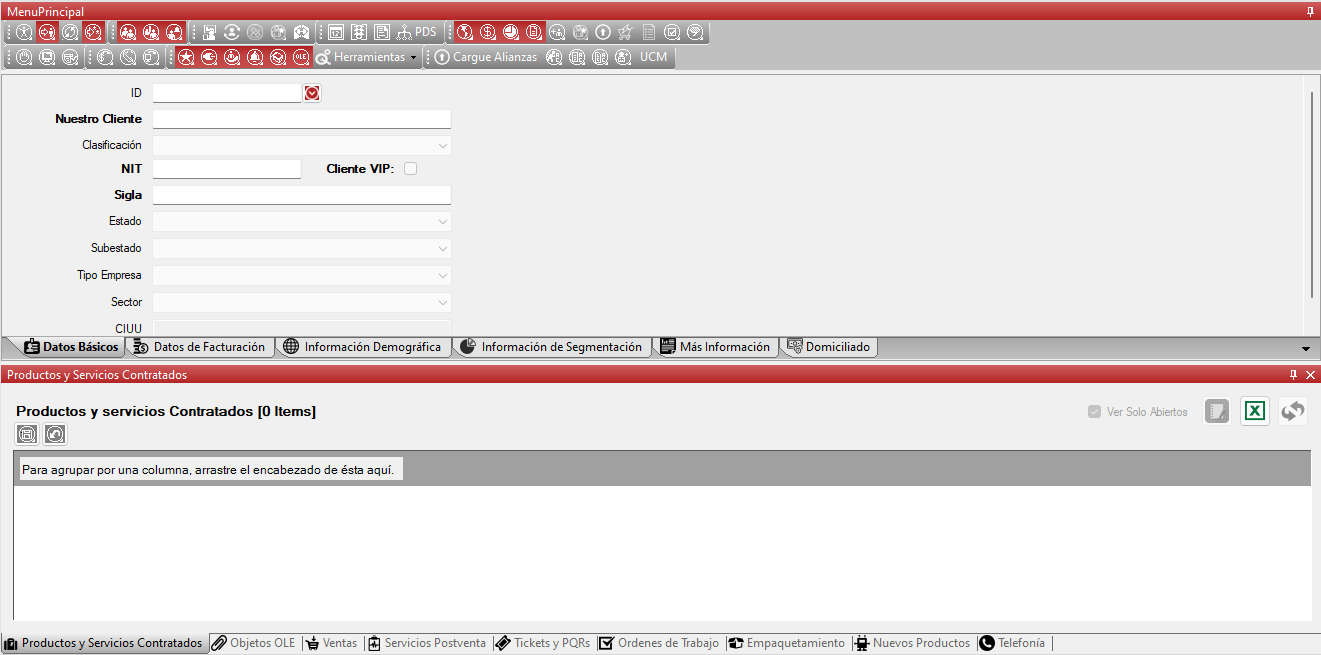 MenuPrincipal
PDS
OLE Herramientas Cargue Alianzas UCM
ID
Nuestro Cliente
Clasificación
NIT Cliente VIP:
Sigla
Estado
Subestado
Tipo Empresa
Sector
CIUU
Datos Básicos Datos de Facturación Información Demográfica Información de Segmentación Más Información Domiciliado
Productos y Servicios Contratados
Productos y servicios Contratados [0 Items] Ver Solo Abiertos
Para agrupar por una columna, arrastre el encabezado de ésta aquí.
Productos y Servicios Contratados Objetos OLE Ventas Servicios Postventa Tickets y PQRs Ordenes de Trabajo Empaquetamiento Nuevos Productos Telefonía